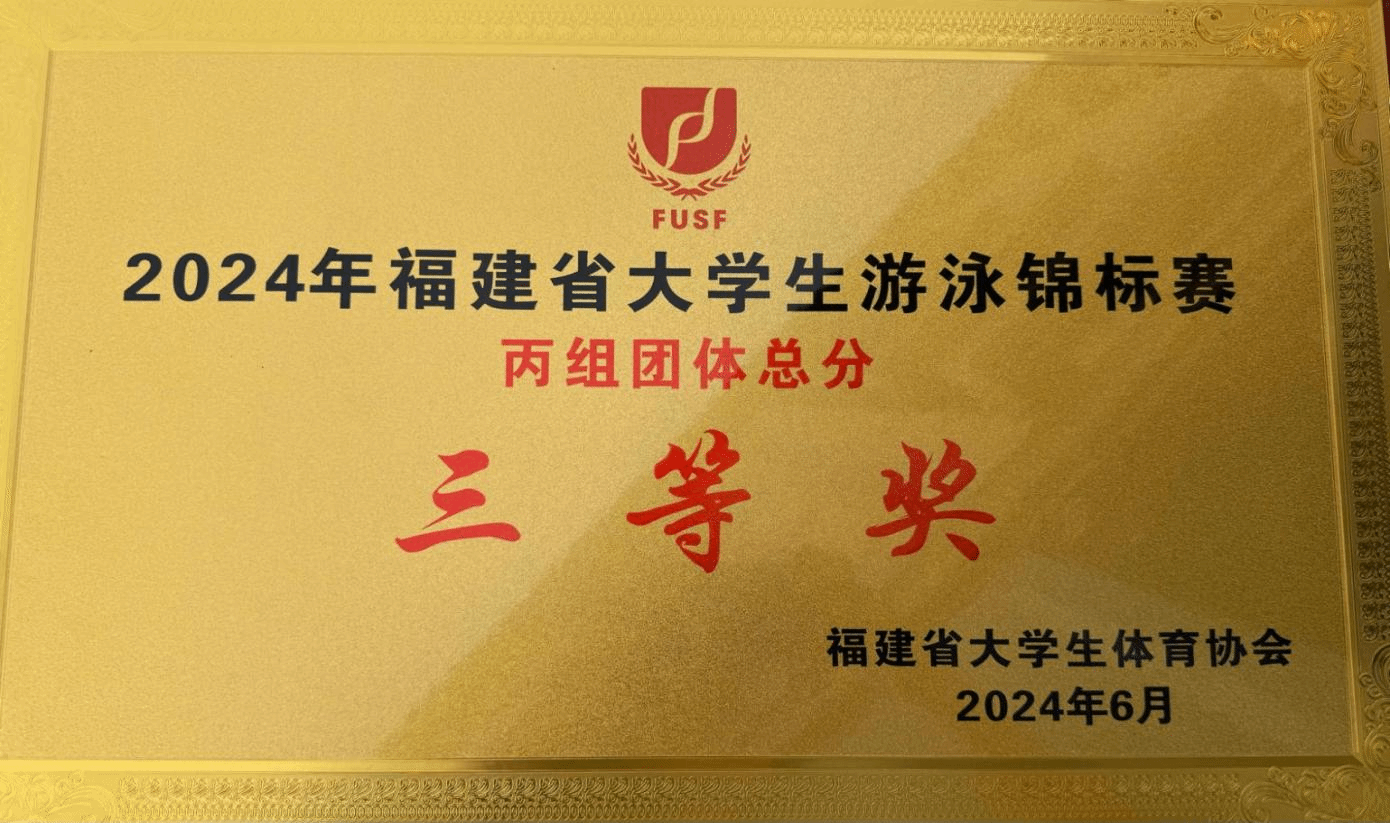 FUSF
2024年福建省大学生游泳锦标赛
丙组团体总分
三等奖
福建省大学生体育协会
2024年6月